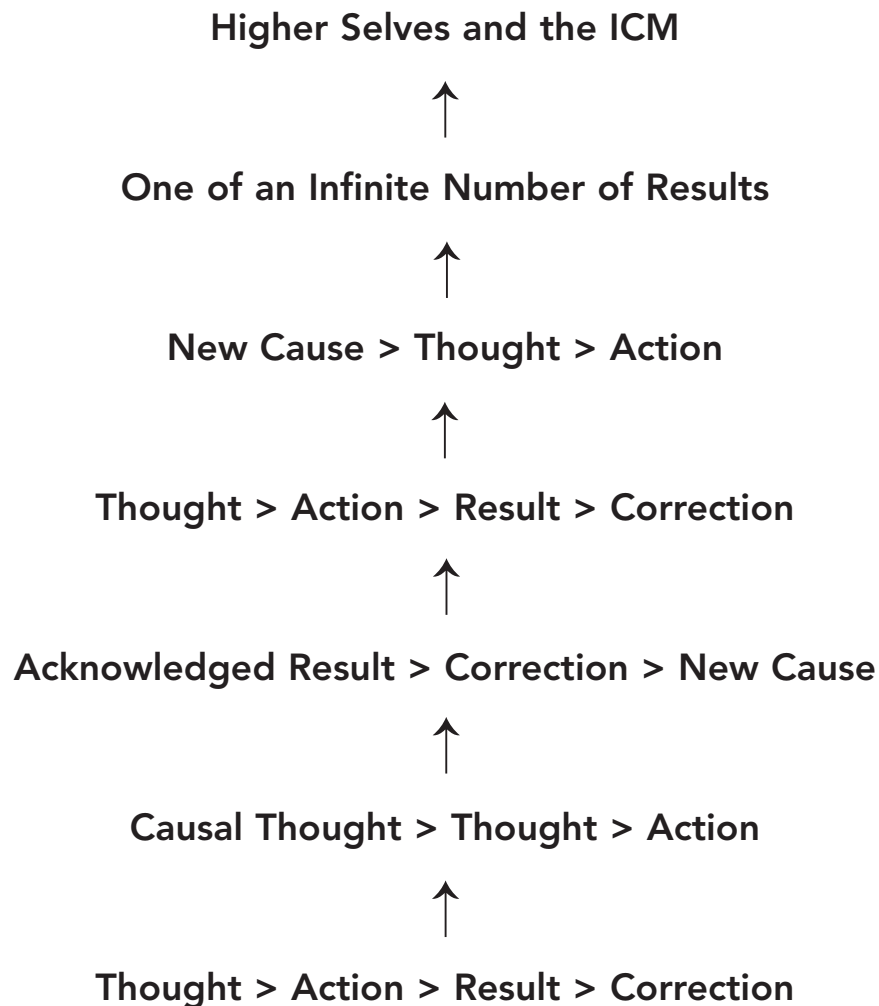 Higher Selves and the ICM
↑
One of an Infinite Number of Results
↑
New Cause > Thought > Action
↑
Thought > Action > Result > Correction
↑
Acknowledged Result > Correction > New Cause
↑
Causal Thought > Thought > Action
↑
Thought > Action > Result > Correction